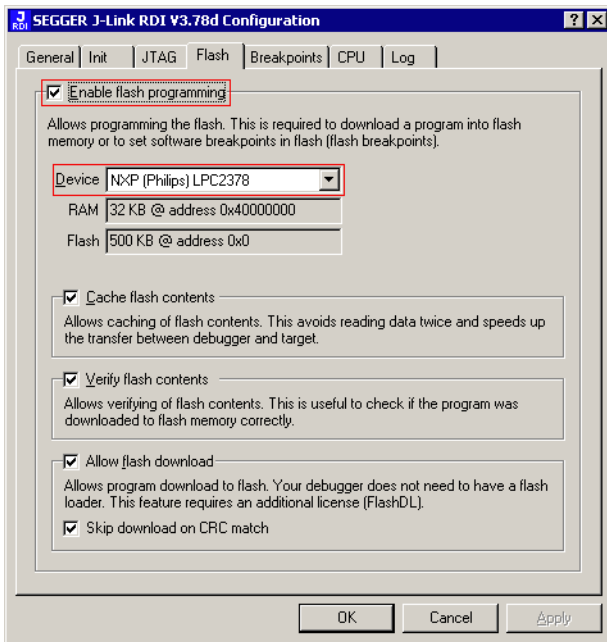 J RDI SEGGER J-Link RDI V3.78d Configuration
General Init JTAG Flash Breakpoints CPU Log
Enable flash programming
Allows programming the flash. This is required to download a program into flash
memory or to set software breakpoints in flash (flash breakpoints).
Device NXP (Philips) LPC2378
RAM 32 KB @ address 0x40000000
Flash 500 KB @ address 0x0
Cache flash contents
Allows caching of flash contents. This avoids reading data twice and speeds up
the transfer between debugger and target.
Verify flash contents
Allows verifying of flash contents. This is useful to check if the program was
downloaded to flash memory correctly.
Allow flash download
Allows program download to flash. Your debugger does not need to have a flash
loader. This feature requires an additional license (FlashDL).
Skip download on CRC match
OK Cancel Apply